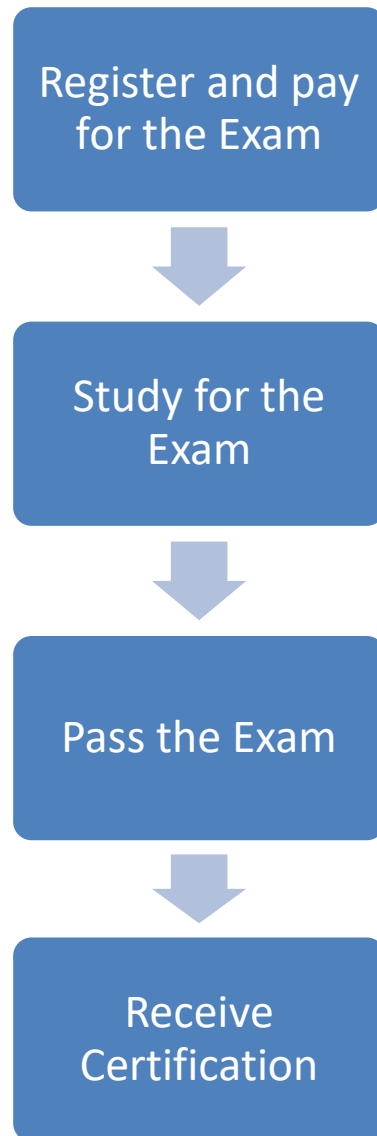 Register and pay
for the Exam
Study for the
Exam
Pass the Exam
Receive
Certification